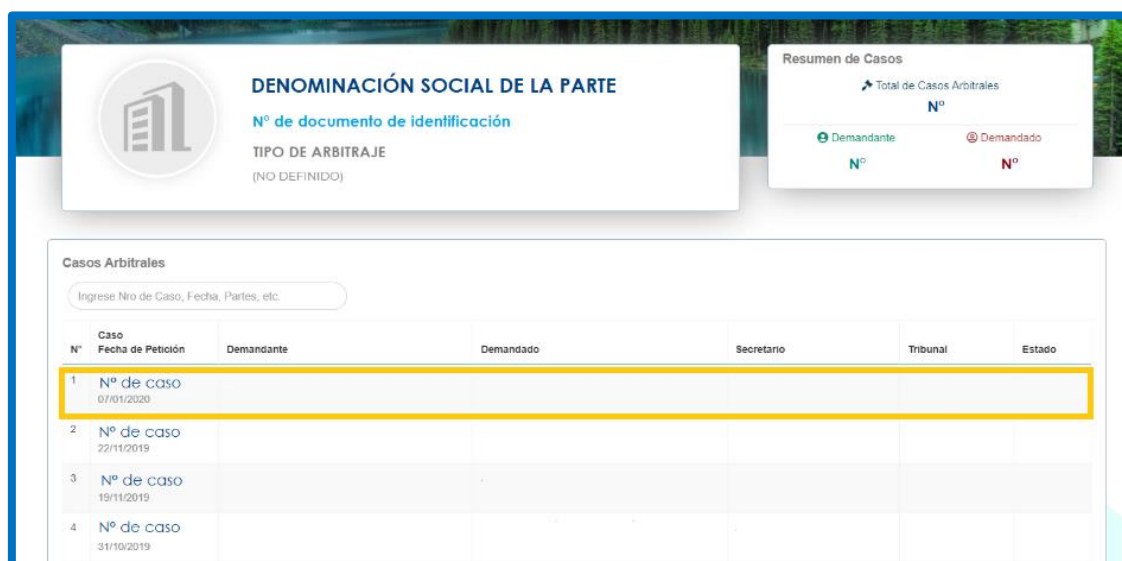 DENOMINACIÓN SOCIAL DE LA PARTE
Nº de documento de identificación
TIPO DE ARBITRAJE
(NO DEFINIDO)
Resumen de Casos
Total de Casos Arbitrales
Nº
Demandante
Demandado
Nº
Nº
Casos Arbitrales
Ingrese Nro de Caso, Fecha, Partes, etc.
N° Caso Fecha de Petición Demandante Demandado Secretario Tribunal Estado
1 Nº de caso
07/01/2020
2 Nº de caso
22/11/2019
3 Nº de caso
19/11/2019
4 Nº de caso
31/10/2019